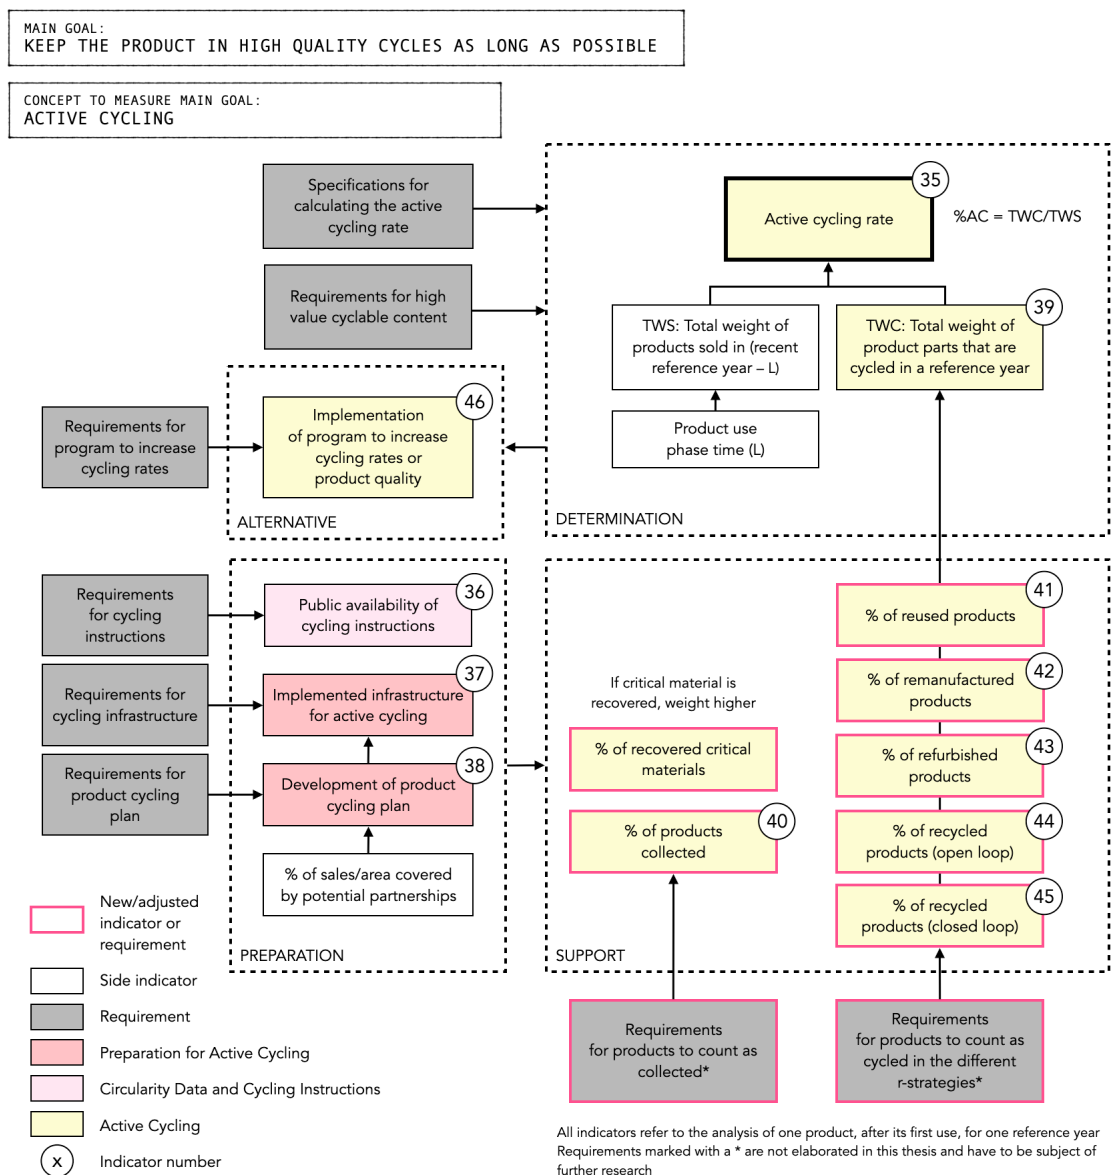 MAIN GOAL:
KEEP THE PRODUCT IN HIGH QUALITY CYCLES AS LONG AS POSSIBLE
CONCEPT TO MEASURE MAIN GOAL:
ACTIVE CYCLING
Specifications for
calculating the active
cycling rate
35
Active cycling rate
%AC = TWC/TWS
Requirements for high
value cyclable content
TWS: Total weight of
products sold in (recent
reference year – L)
39
TWC: Total weight of
product parts that are
cycled in a reference year
Product use
phase time (L)
DETERMINATION
Requirements for
program to increase
cycling rates
46
Implementation
of program to increase
cycling rates or
product quality
ALTERNATIVE
Requirements
for cycling
instructions
36
Public availability of
cycling instructions
Requirements for
cycling infrastructure
37
Implemented infrastructure
for active cycling
Requirements for
product cycling
plan
38
Development of product
cycling plan
% of sales/area covered
by potential partnerships
PREPARATION
If critical material is
recovered, weight higher
% of recovered critical
materials
40
% of products
collected
41
% of reused products
42
% of remanufactured
products
43
% of refurbished
products
44
% of recycled
products (open loop)
45
% of recycled
products (closed loop)
SUPPORT
Requirements
for products to count as
collected*
Requirements
for products to count as
cycled in the different
r-strategies*
New/adjusted
indicator or
requirement
Side indicator
Requirement
Preparation for Active Cycling
Circularity Data and Cycling Instructions
Active Cycling
x
Indicator number
All indicators refer to the analysis of one product, after its first use, for one reference year
Requirements marked with a * are not elaborated in this thesis and have to be subject of
further research